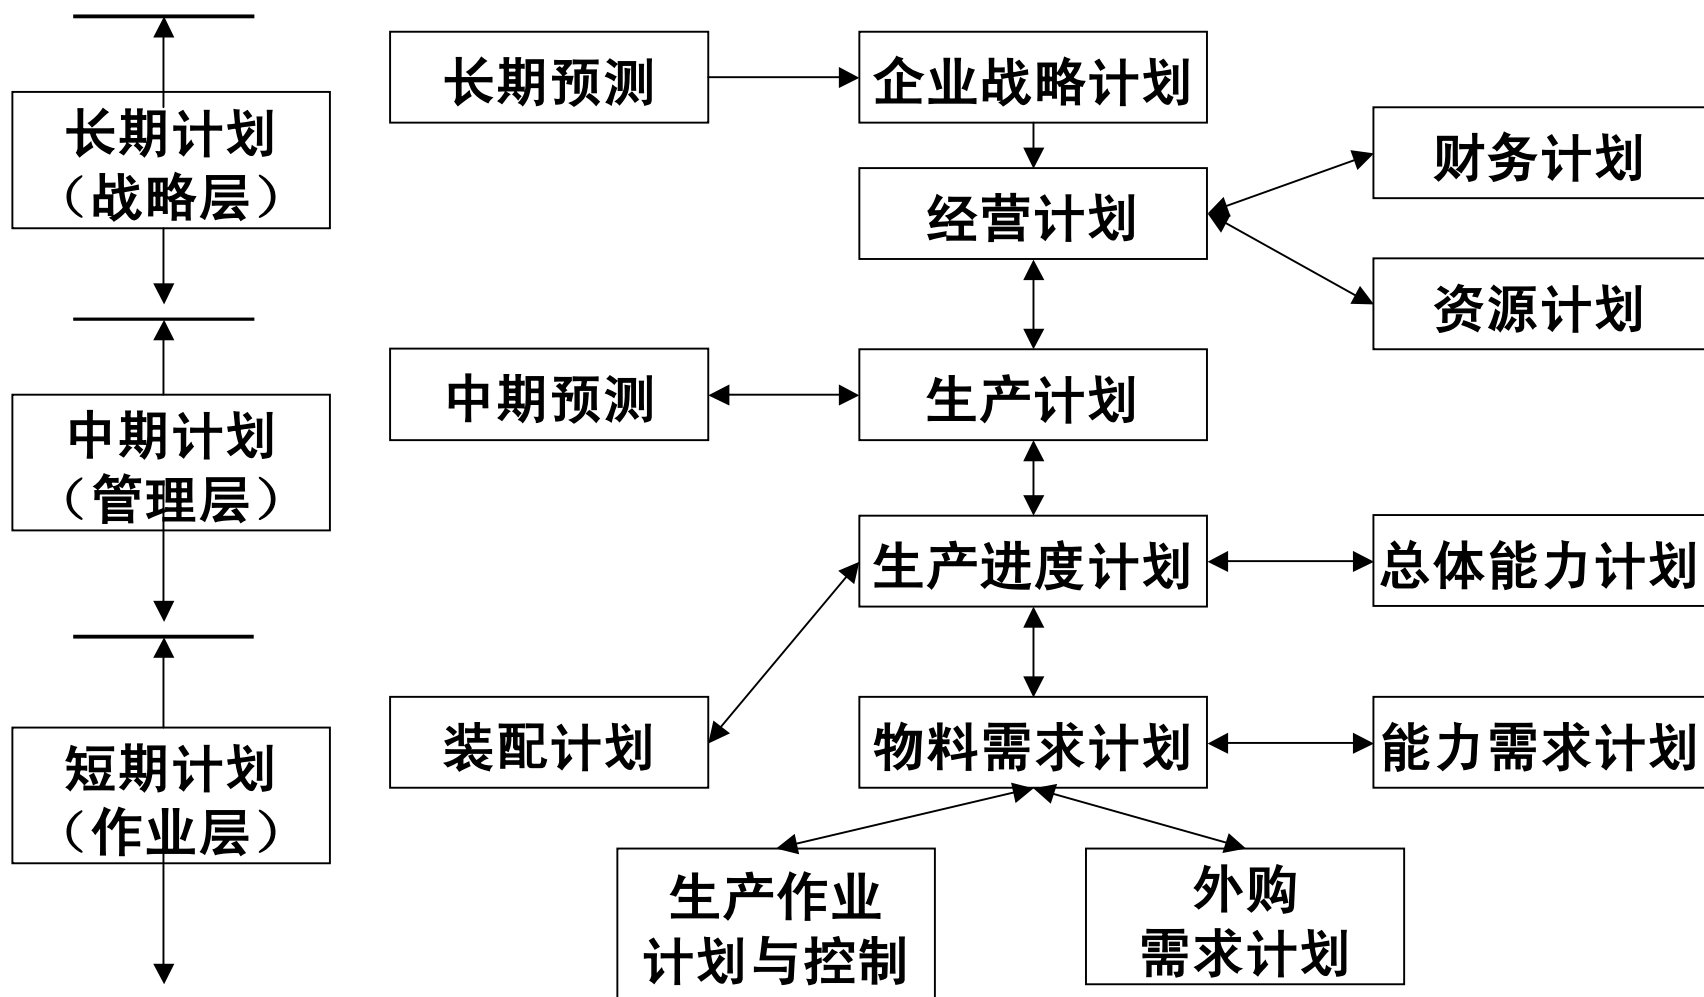 长期预测
企业战略计划
长期计划
（战略层）
财务计划
经营计划
资源计划
中期预测
生产计划
中期计划
（管理层）
生产进度计划
总体能力计划
装配计划
物料需求计划
能力需求计划
短期计划
（作业层）
生产作业
计划与控制
外购
需求计划